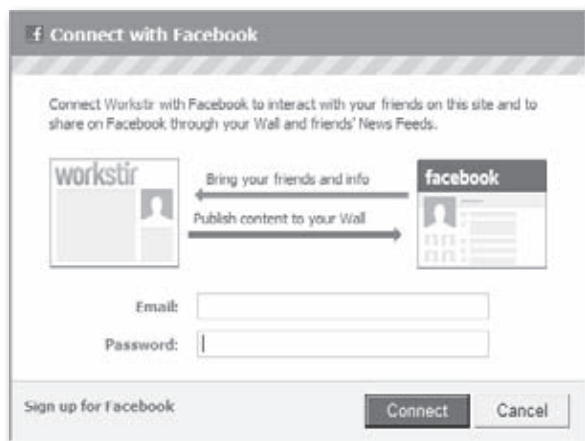 f Connect with Facebook
Connect Workstir with Facebook to interact with your friends on this site and to
share on Facebook through your Wall and friends' News Feeds.
workstir
Bring your friends and info
facebook
Publish content to your Wall
Email:
Password:
Sign up for Facebook
Connect
Cancel